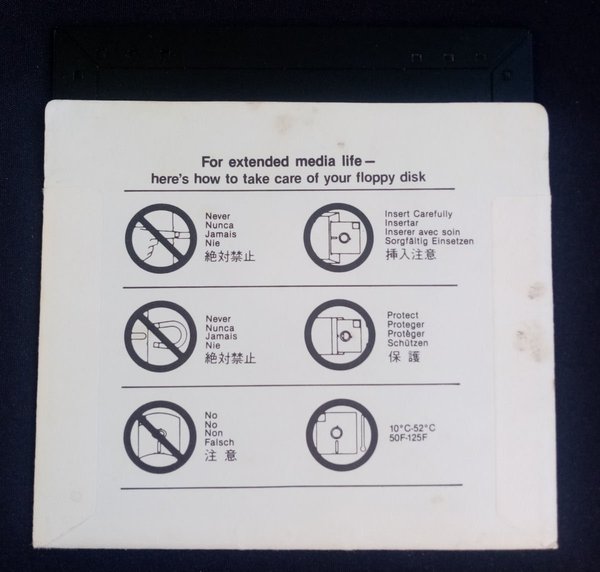 For extended media life—
here's how to take care of your floppy disk
Never
Nunca
Jamais
Nie
絶対禁止
Insert Carefully
Insertar
Inserer avec soin
Sorgfältig Einsetzen
挿入注意
Never
Nunca
Jamais
Nie
絶対禁止
Protect
Proteger
Protéger
Schützen
保護
No
No
Non
Falsch
注意
10°C-52°C
50F-125F